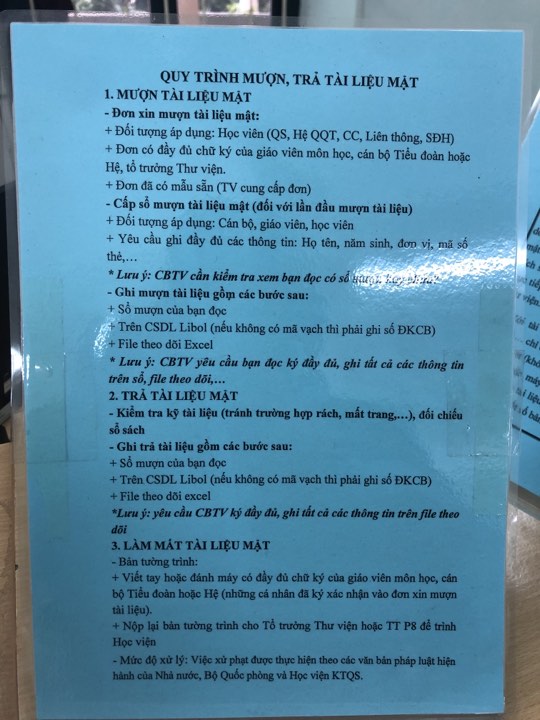 QUY TRÌNH MƯỢN, TRẢ TÀI LIỆU MẬT
1. MƯỢN TÀI LIỆU MẬT
- Đơn xin mượn tài liệu mật:
+ Đối tượng áp dụng: Học viên (QS, Hệ QQT, CC, Liên thông, SĐH)
+ Đơn có đầy đủ chữ ký của giáo viên môn học, cán bộ Tiểu đoàn hoặc
Hệ, tổ trưởng Thư viện.
+ Đơn đã có mẫu sẵn (TV cung cấp đơn)
- Cấp sổ mượn tài liệu mật (đối với lần đầu mượn tài liệu)
+ Đối tượng áp dụng: Cán bộ, giáo viên, học viên
+ Yêu cầu ghi đầy đủ các thông tin: Họ tên, năm sinh, đơn vị, mã số
thẻ,…
* Lưu ý: CBTV cần kiểm tra xem bạn đọc có sổ
- Ghi mượn tài liệu gồm các bước sau:
+ Sổ mượn của bạn đọc
+ Trên CSDL Libol (nếu không có mã vạch thì phải ghi số ĐKCB)
+ File theo dõi Excel
* Lưu ý: CBTV yêu cầu bạn đọc ký đầy đủ, ghi tất cả các thông tin
trên sổ, file theo dõi,…
2. TRẢ TÀI LIỆU MẬT
- Kiểm tra kỹ tài liệu (tránh trường hợp rách, mất trang,…), đối chiếu
sổ sách
- Ghi trả tài liệu gồm các bước sau:
+ Sổ mượn của bạn đọc
+ Trên CSDL Libol (nếu không có mã vạch thì phải ghi số ĐKCB)
+ File theo dõi excel
*Lưu ý: yêu cầu CBTV ký đầy đủ, ghi tất cả các thông tin trên file theo
dõi
3. LÀM MẤT TÀI LIỆU MẬT
- Bản tường trình:
+ Viết tay hoặc đánh máy có đầy đủ chữ ký của giáo viên môn học, cán
bộ Tiểu đoàn hoặc Hệ (những cá nhân đã ký xác nhận vào đơn xin mượn
tài liệu).
+ Nộp lại bản tường trình cho Tổ trưởng Thư viện hoặc TT P8 để trình
Học viện
- Mức độ xử lý: Việc xử phạt được thực hiện theo các văn bản pháp luật hiện
hành của Nhà nước, Bộ Quốc phòng và Học viện KTQS.